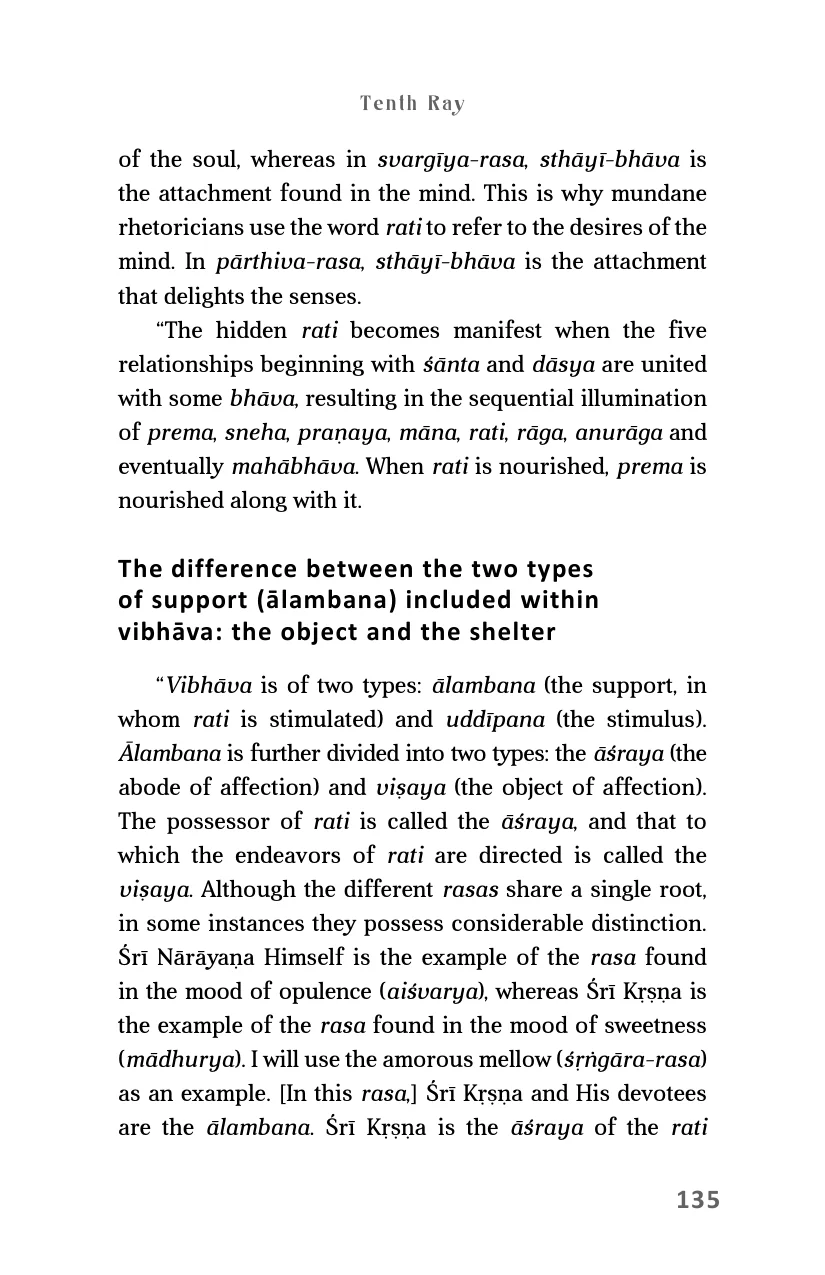 Tenth Ray
of the soul, whereas in svargīya-rasa, sthāyī-bhāva is
the attachment found in the mind. This is why mundane
rhetoricians use the word rati to refer to the desires of the
mind. In pārthiva-rasa, sthāyī-bhāva is the attachment
that delights the senses.
“The hidden rati becomes manifest when the five
relationships beginning with śānta and dāsya are united
with some bhāva, resulting in the sequential illumination
of prema, sneha, praṇaya, māna, rati, rāga, anurāga and
eventually mahābhāva. When rati is nourished, prema is
nourished along with it.
The difference between the two types
of support (ālambana) included within
vibhāva: the object and the shelter
“Vibhāva is of two types: ālambana (the support, in
whom rati is stimulated) and uddīpana (the stimulus).
Ālambana is further divided into two types: the āśraya (the
abode of affection) and viṣaya (the object of affection).
The possessor of rati is called the āśraya, and that to
which the endeavors of rati are directed is called the
viṣaya. Although the different rasas share a single root,
in some instances they possess considerable distinction.
Śrī Nārāyaṇa Himself is the example of the rasa found
in the mood of opulence (aiśvarya), whereas Śrī Kṛṣṇa is
the example of the rasa found in the mood of sweetness
(mādhurya). I will use the amorous mellow (śṛṅgāra-rasa)
as an example. [In this rasa,] Śrī Kṛṣṇa and His devotees
are the ālambana. Śrī Kṛṣṇa is the āśraya of the rati
135